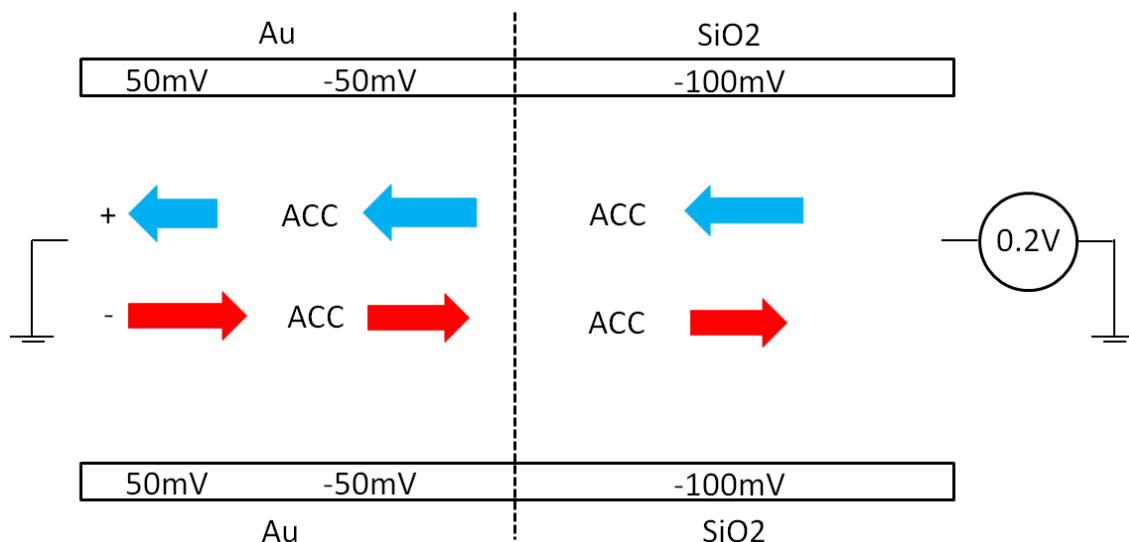 Au SiO2
50mV -50mV -100mV
+ ACC ACC
0.2V
- ACC ACC
50mV -50mV -100mV
Au SiO2